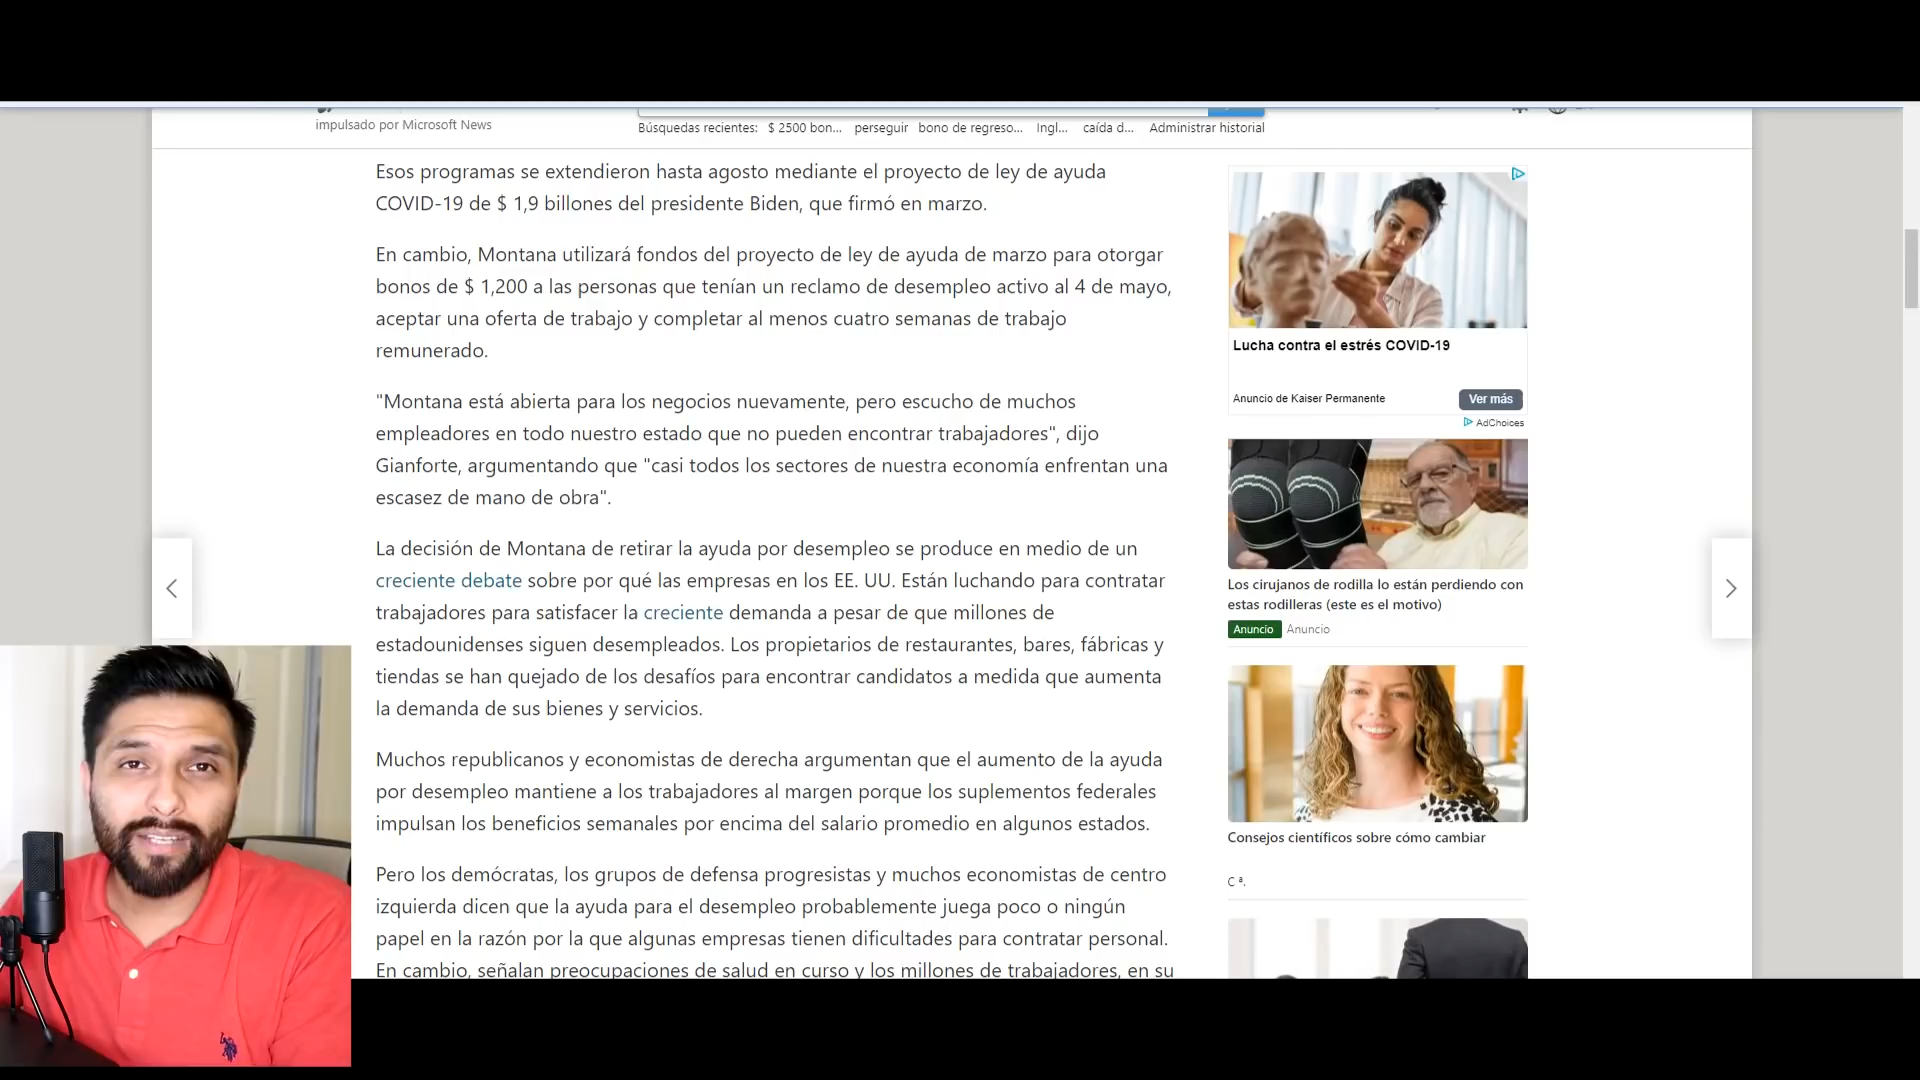 impulsado por Microsoft News
Búsquedas recientes: $ 2500 bon... perseguir bono de regreso... Ingl... caída d... Administrar historial
Esos programas se extendieron hasta agosto mediante el proyecto de ley de ayuda
COVID-19 de $ 1,9 billones del presidente Biden, que firmó en marzo.
En cambio, Montana utilizará fondos del proyecto de ley de ayuda de marzo para otorgar
bonos de $ 1,200 a las personas que tenían un reclamo de desempleo activo al 4 de mayo,
aceptar una oferta de trabajo y completar al menos cuatro semanas de trabajo
remunerado.
"Montana está abierta para los negocios nuevamente, pero escucho de muchos
empleadores en todo nuestro estado que no pueden encontrar trabajadores", dijo
Gianforte, argumentando que "casi todos los sectores de nuestra economía enfrentan una
escasez de mano de obra".
La decisión de Montana de retirar la ayuda por desempleo se produce en medio de un
creciente debate sobre por qué las empresas en los EE. UU. Están luchando para contratar
trabajadores para satisfacer la creciente demanda a pesar de que millones de
estadounidenses siguen desempleados. Los propietarios de restaurantes, bares, fábricas y
tiendas se han quejado de los desafíos para encontrar candidatos a medida que aumenta
la demanda de sus bienes y servicios.
Muchos republicanos y economistas de derecha argumentan que el aumento de la ayuda
por desempleo mantiene a los trabajadores al margen porque los suplementos federales
impulsan los beneficios semanales por encima del salario promedio en algunos estados.
Pero los demócratas, los grupos de defensa progresistas y muchos economistas de centro
izquierda dicen que la ayuda para el desempleo probablemente juega poco o ningún
papel en la razón por la que algunas empresas tienen dificultades para contratar personal.
En cambio, señalan preocupaciones de salud en curso y los millones de trabajadores, en su
Lucha contra el estrés COVID-19
Anuncio de Kaiser Permanente
Ver más
AdChoices
Los cirujanos de rodilla lo están perdiendo con
estas rodilleras (este es el motivo)
Anuncio Anuncio
Consejos científicos sobre cómo cambiar
C ª.